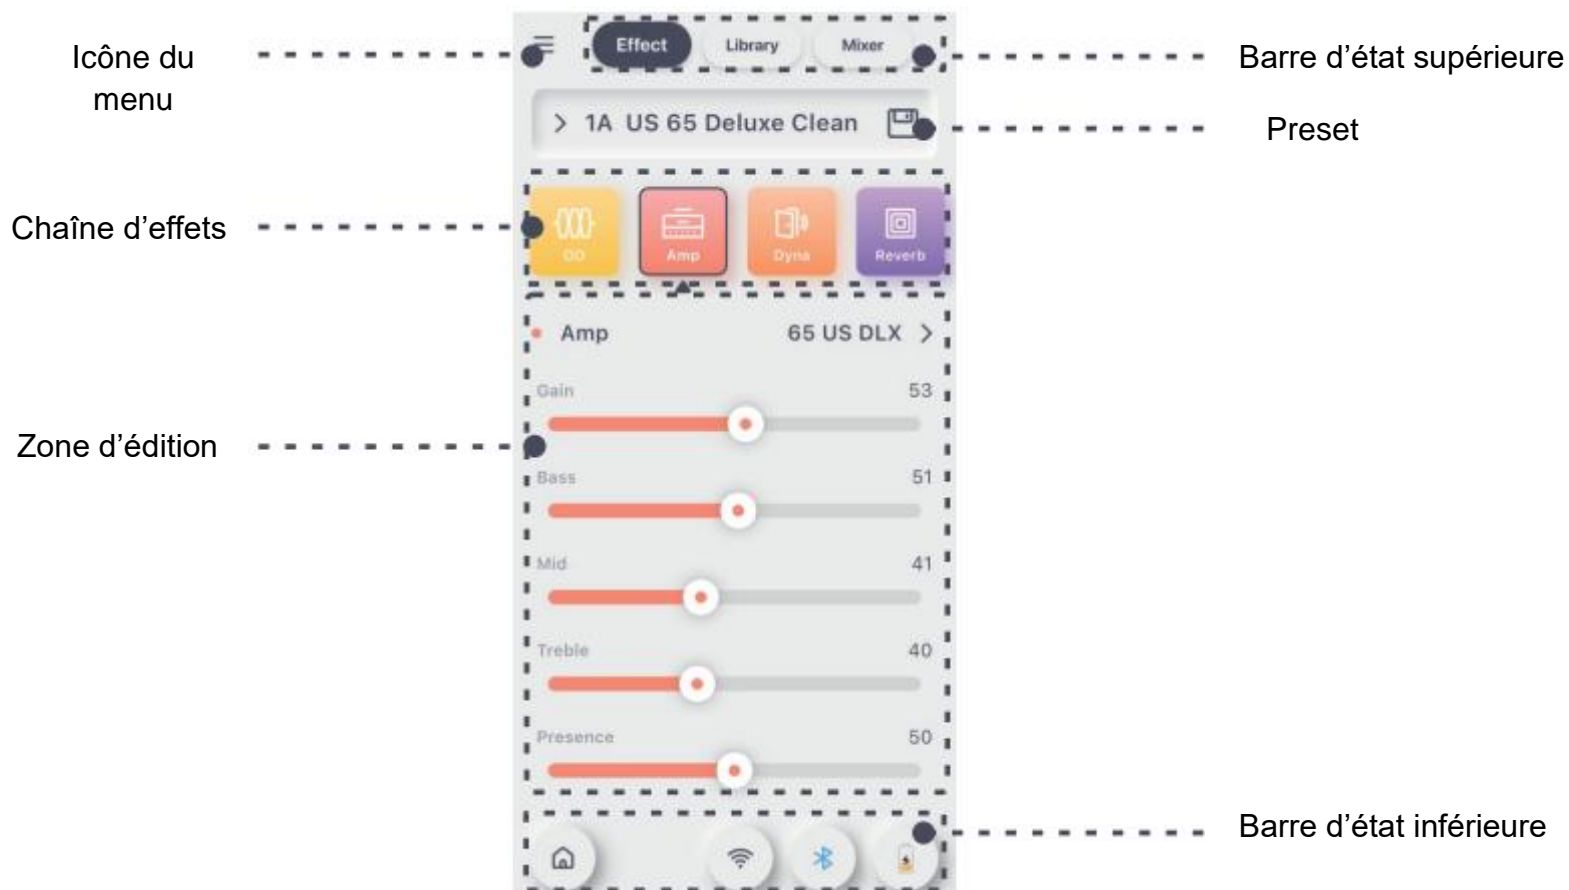 Icône du
menu
Effect Library Mixer
Barre d’état supérieure
1A US 65 Deluxe Clean
Preset
Chaîne d’effets
OD Amp Dyna Reverb
Amp 65 US DLX
Gain 53
Zone d’édition
Bass 51
Mid 41
Treble 40
Presence 50
Barre d’état inférieure